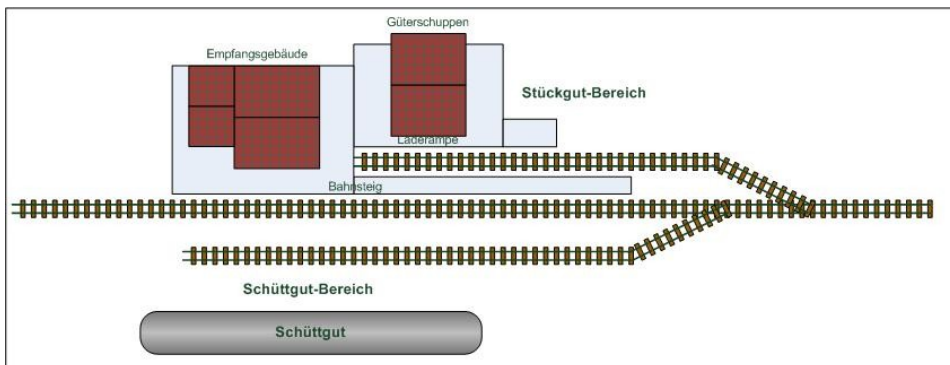 Güterschuppen
Empfangsgebäude
Stückgut-Bereich
Laderampe
Bahnsteig
Schüttgut-Bereich
Schüttgut